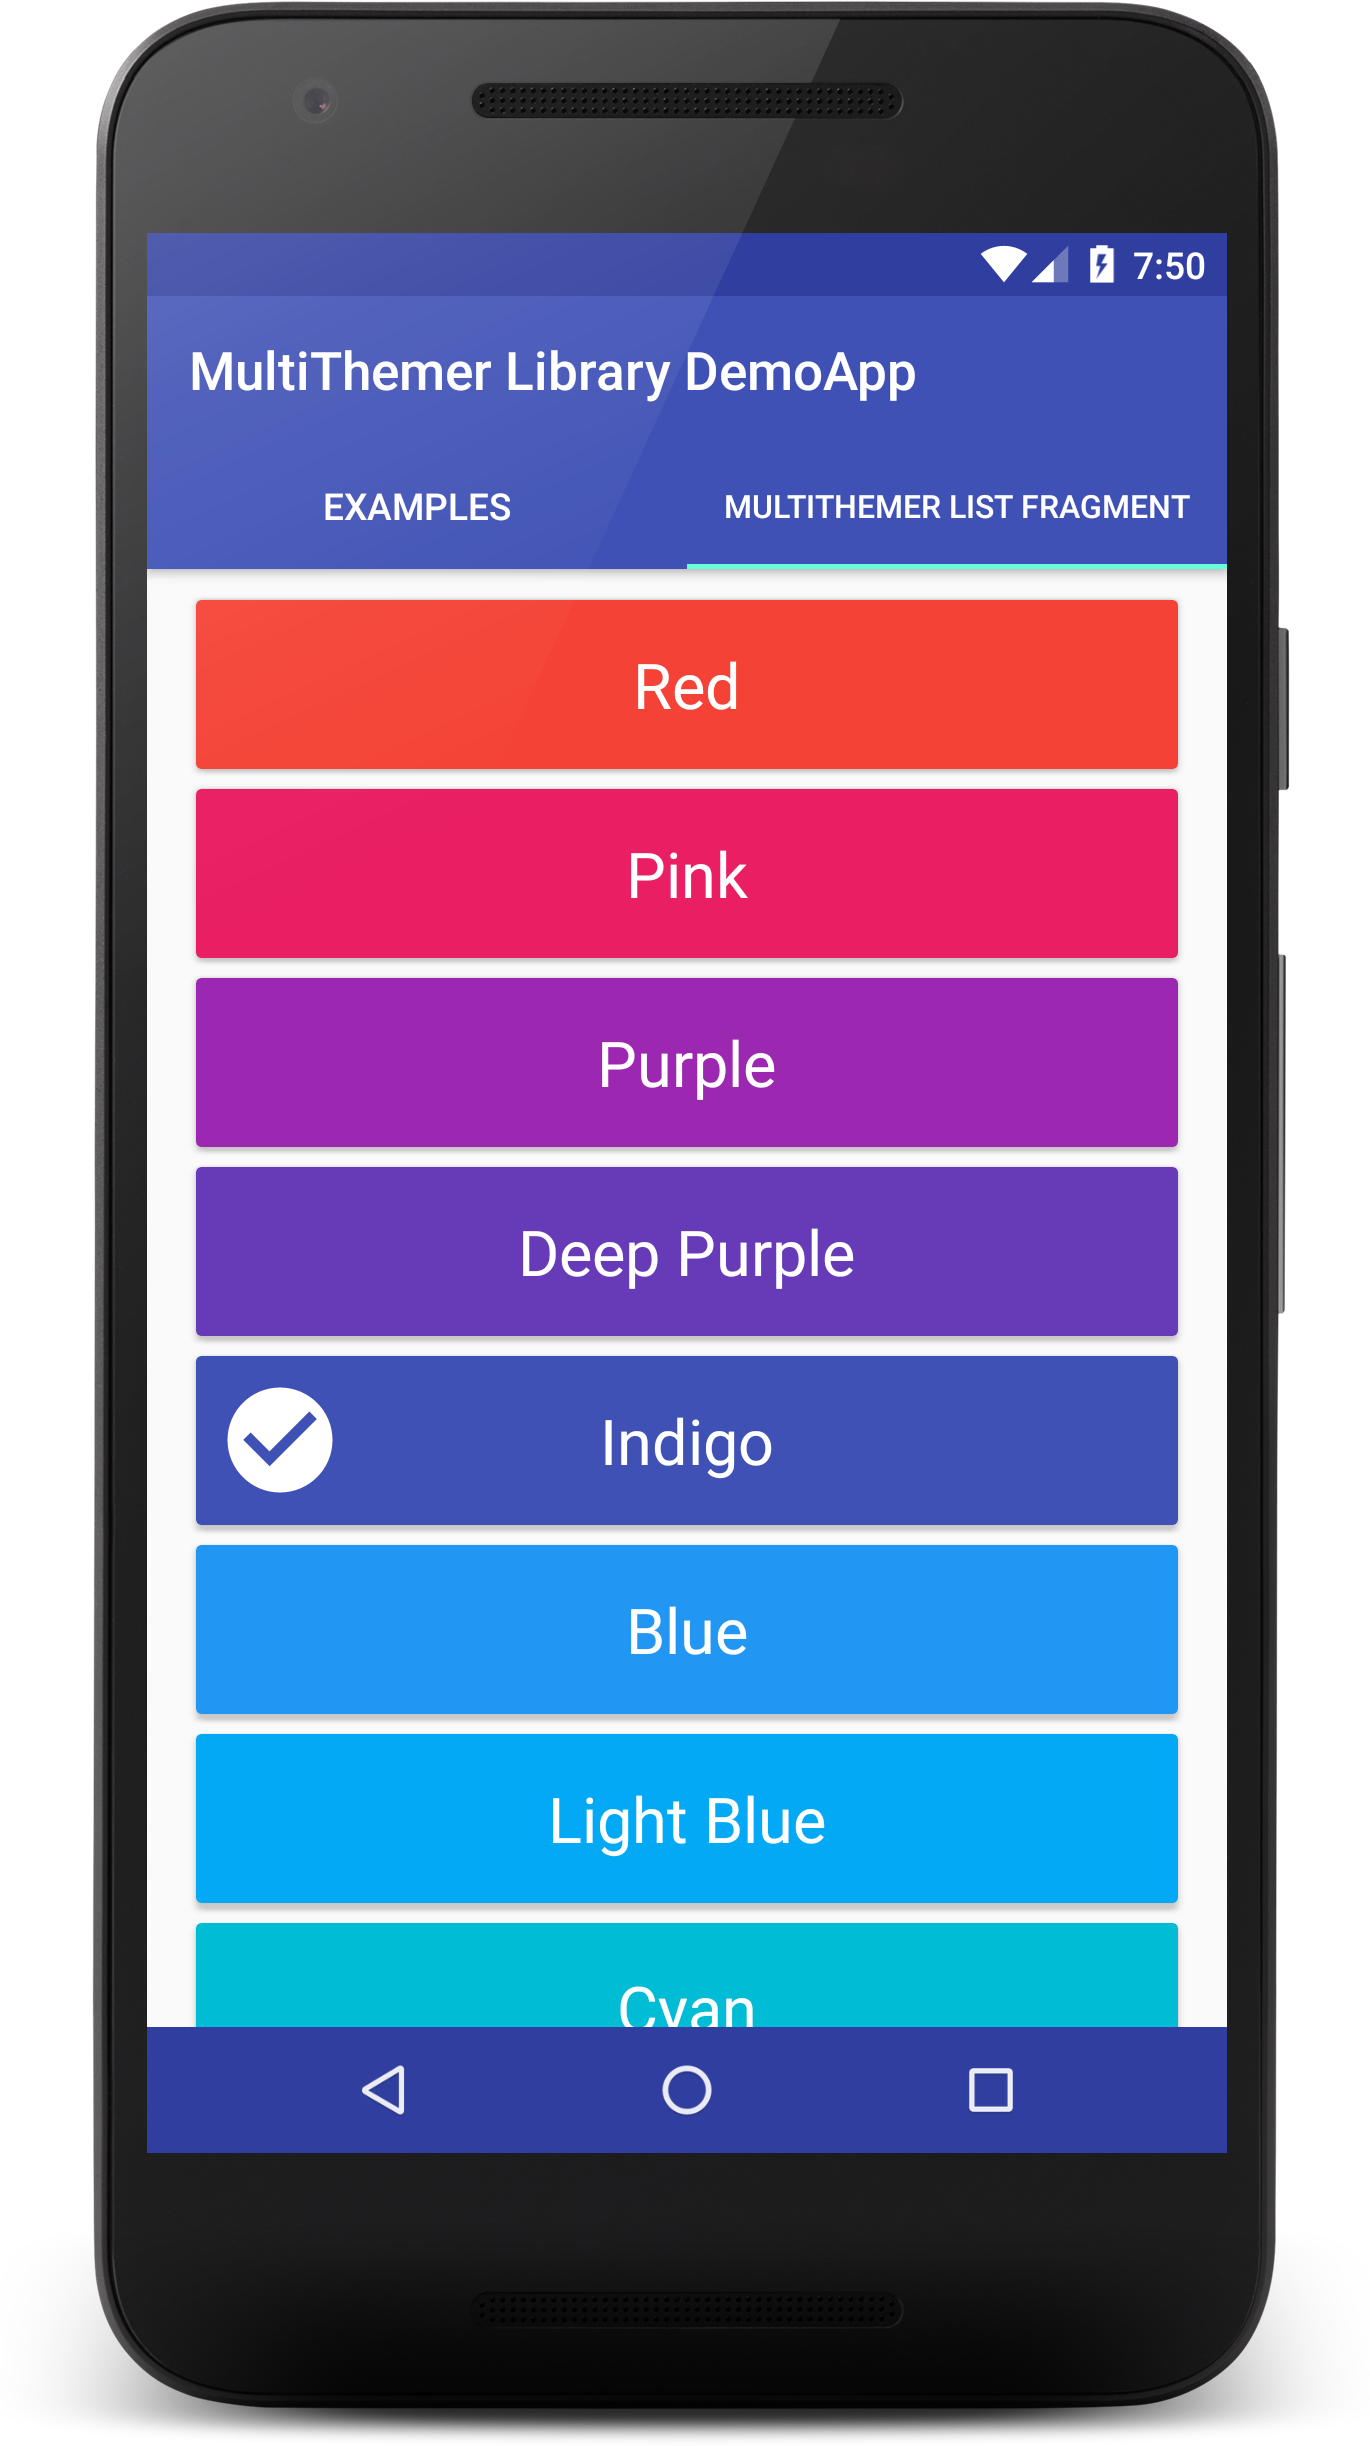 7:50
MultiThemer Library DemoApp
EXAMPLES
MULTITHEMER LIST FRAGMENT
Red
Pink
Purple
Deep Purple
Indigo
Blue
Light Blue
Cyan